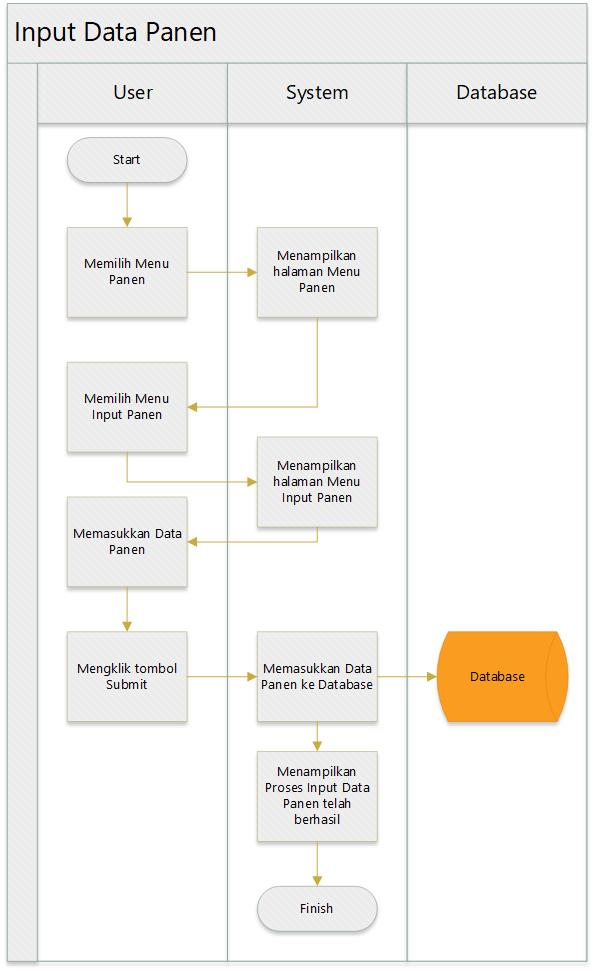 Input Data Panen
User
System
Database
Start
Memilih Menu
Panen
Menampilkan
halaman Menu
Panen
Memilih Menu
Input Panen
Menampilkan
halaman Menu
Input Panen
Memasukkan Data
Panen
Mengklik tombol
Submit
Memasukkan Data
Panen ke Database
Database
Menampilkan
Proses Input Data
Panen telah
berhasil
Finish